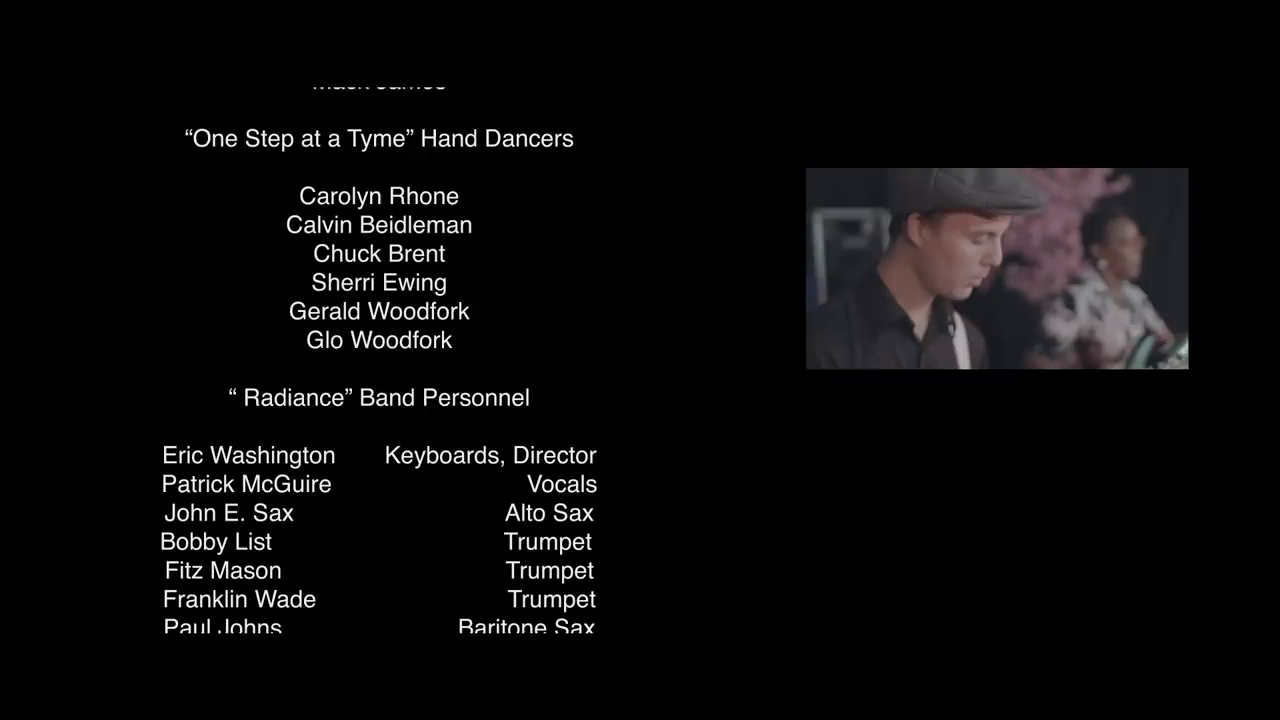 Mack James
“One Step at a Tyme” Hand Dancers
Carolyn Rhone
Calvin Beidleman
Chuck Brent
Sherri Ewing
Gerald Woodfork
Glo Woodfork
“ Radiance” Band Personnel
Eric Washington Keyboards, Director
Patrick McGuire Vocals
John E. Sax Alto Sax
Bobby List Trumpet
Fitz Mason Trumpet
Franklin Wade Trumpet
Paul Johns Baritone Sax